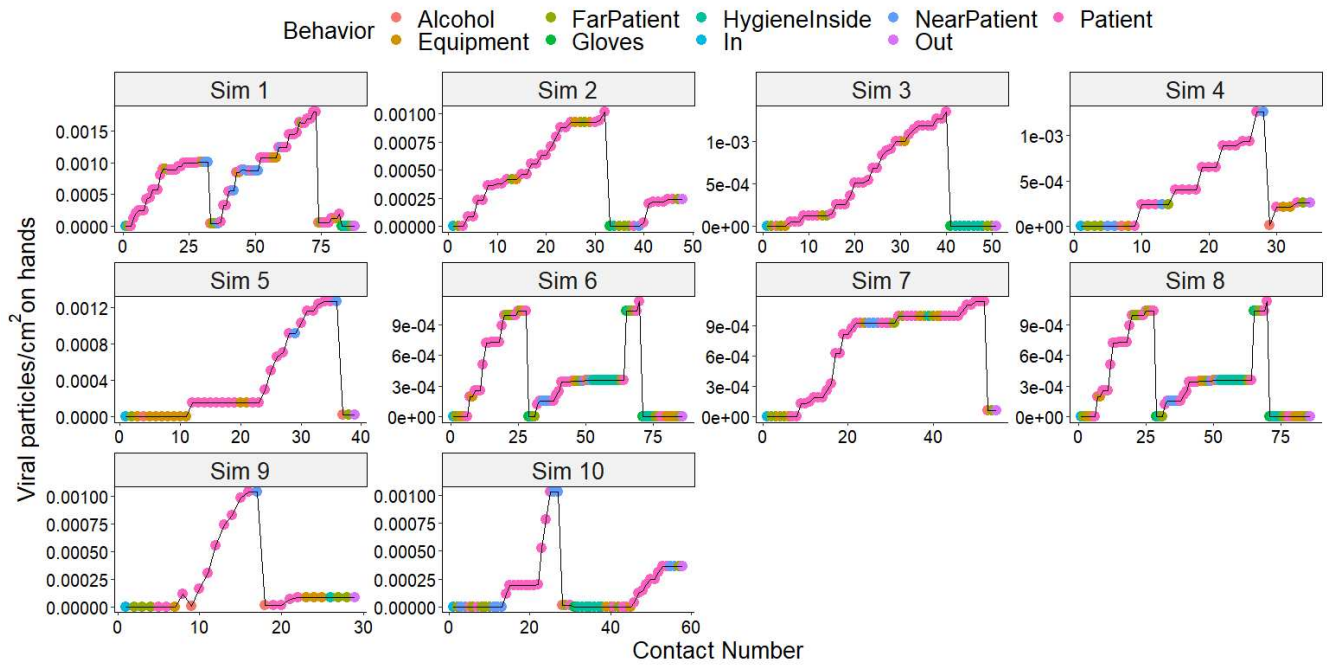 Behavior Alcohol FarPatient HygieneInside NearPatient Patient
Equipment Gloves In Out
Viral particles/cm² on hands
Sim 1 Sim 2 Sim 3 Sim 4
0.0015 0.0010 0.0005 0.0000
0 25 50 75
0.00100 0.00075 0.00050 0.00025 0.00000
0 10 20 30 40 50
1e-03 5e-04 0e+00
0 10 20 30 40 50
1e-03 5e-04 0e+00
0 10 20 30
Sim 5 Sim 6 Sim 7 Sim 8
0.0012 0.0008 0.0004 0.0000
0 10 20 30 40
9e-04 6e-04 3e-04 0e+00
0 25 50 75
9e-04 6e-04 3e-04 0e+00
0 20 40
9e-04 6e-04 3e-04 0e+00
0 25 50 75
Sim 9 Sim 10
0.00100 0.00075 0.00050 0.00025 0.00000
0 10 20 30
0.00100 0.00075 0.00050 0.00025 0.00000
0 20 40 60
Contact Number